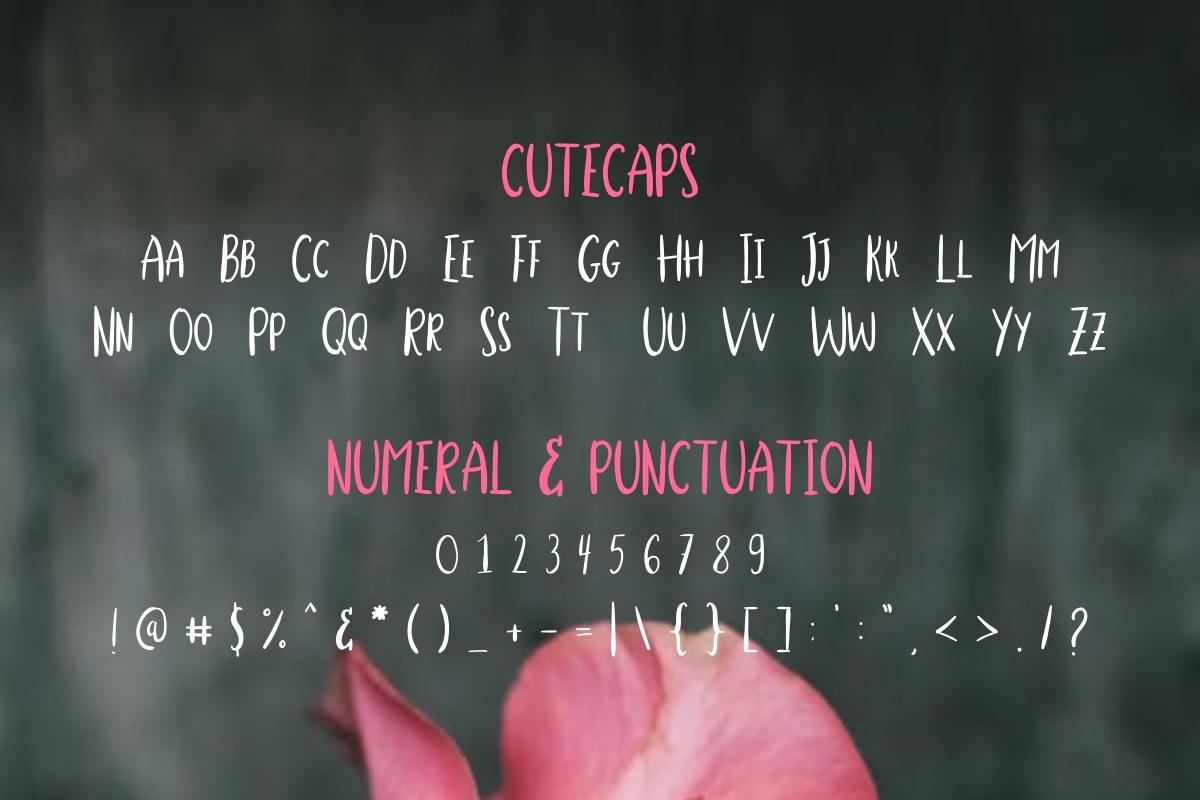 CUTECAPS
AA BB CC DD EE FF GG HH II JJ KK LL MM
NN OO PP QQ RR SS TT UU VV WW XX YY ZZ
NUMERAL & PUNCTUATION
0 1 2 3 4 5 6 7 8 9
! @ # $ % ^ & * ( ) _ + - = | \ { } [ ] : ' : " , < > . / ?